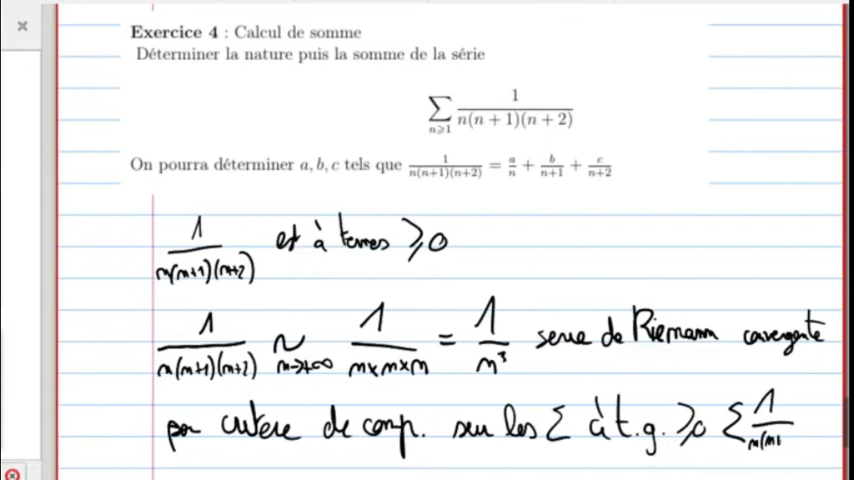 Exercice 4 : Calcul de somme
Déterminer la nature puis la somme de la série
∑_{n⩾1} 1/(n(n + 1)(n + 2))
On pourra déterminer a, b, c tels que 1/(n(n+1)(n+2)) = a/n + b/(n+1) + c/(n+2)
1/(n(n+1)(n+2)) est à termes ⩾0
1/(n(n+1)(n+2)) ~_{n→+∞} 1/(n×n×n) = 1/n³ serie de Riemann convergente
par critere de comp. sur les Σ à t.g. ⩾0 Σ 1/(n(n+